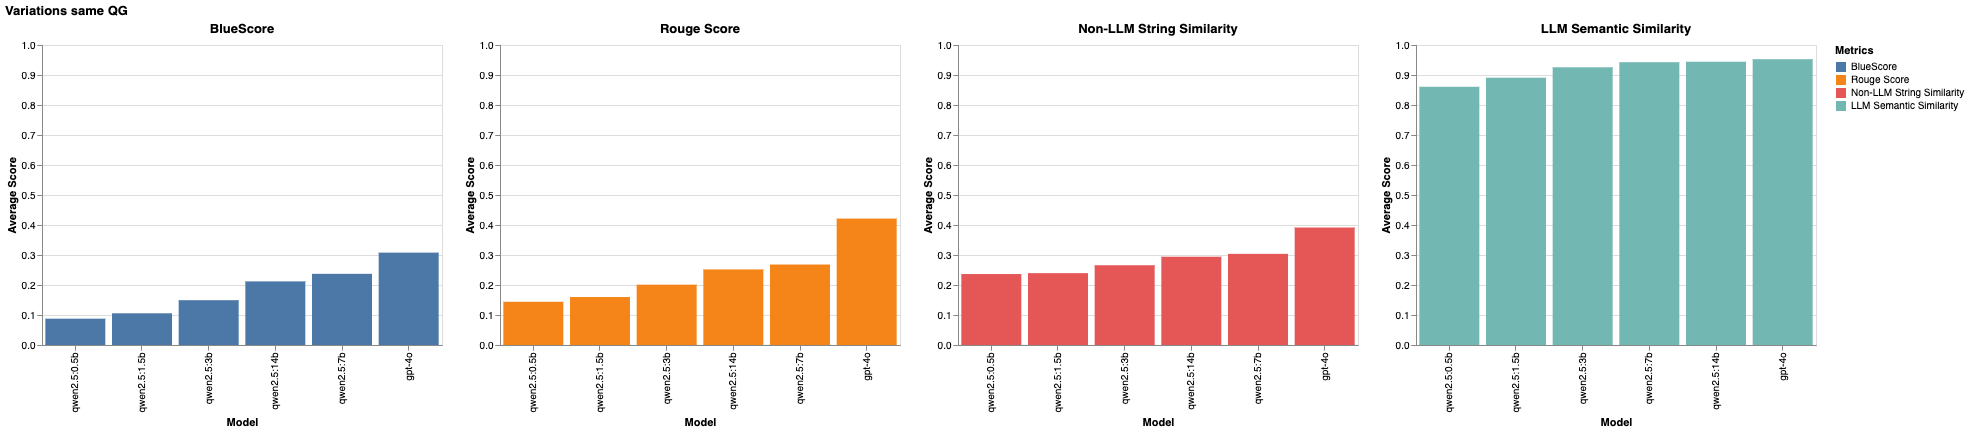 Variations same QG
BlueScore
1.0
0.9
0.8
0.7
0.6
0.5
0.4
0.3
0.2
0.1
0.0
Average Score
qwen2.5:0.5b
qwen2.5:1.5b
qwen2.5:3b
qwen2.5:14b
qwen2.5:7b
gpt-4o
Model
Rouge Score
1.0
0.9
0.8
0.7
0.6
0.5
0.4
0.3
0.2
0.1
0.0
Average Score
qwen2.5:0.5b
qwen2.5:1.5b
qwen2.5:3b
qwen2.5:14b
qwen2.5:7b
gpt-4o
Model
Non-LLM String Similarity
1.0
0.9
0.8
0.7
0.6
0.5
0.4
0.3
0.2
0.1
0.0
Average Score
qwen2.5:0.5b
qwen2.5:1.5b
qwen2.5:3b
qwen2.5:14b
qwen2.5:7b
gpt-4o
Model
LLM Semantic Similarity
1.0
0.9
0.8
0.7
0.6
0.5
0.4
0.3
0.2
0.1
0.0
Average Score
qwen2.5:0.5b
qwen2.5:1.5b
qwen2.5:3b
qwen2.5:7b
qwen2.5:14b
gpt-4o
Model
Metrics
BlueScore
Rouge Score
Non-LLM String Similarity
LLM Semantic Similarity